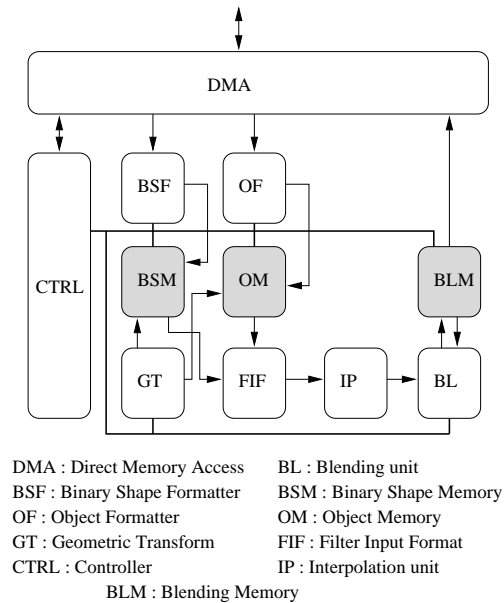 DMA
BSF OF
CTRL BSM OM BLM
GT FIF IP BL
DMA : Direct Memory Access BL : Blending unit
BSF : Binary Shape Formatter BSM : Binary Shape Memory
OF : Object Formatter OM : Object Memory
GT : Geometric Transform FIF : Filter Input Format
CTRL : Controller IP : Interpolation unit
BLM : Blending Memory